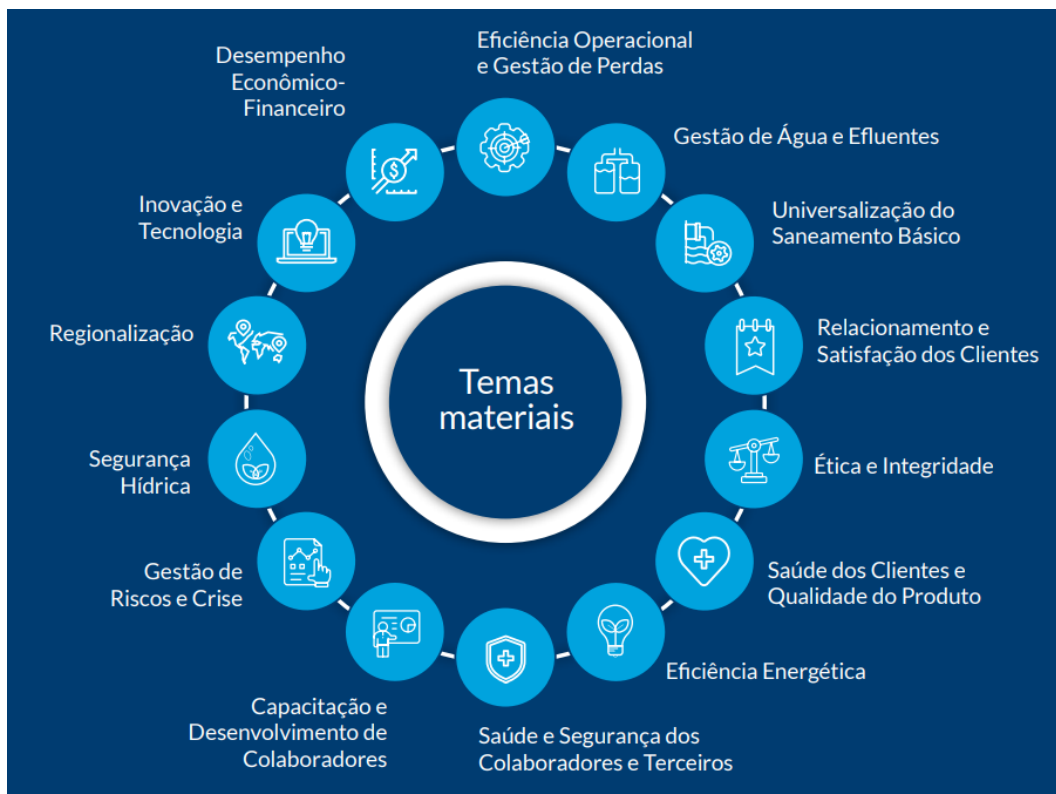 Temas
materiais
Eficiência Operacional
e Gestão de Perdas
Gestão de Água e Efluentes
Universalização do
Saneamento Básico
Relacionamento e
Satisfação dos Clientes
Ética e Integridade
Saúde dos Clientes e
Qualidade do Produto
Eficiência Energética
Saúde e Segurança dos
Colaboradores e Terceiros
Capacitação e
Desenvolvimento de
Colaboradores
Gestão de
Riscos e Crise
Segurança
Hídrica
Regionalização
Inovação e
Tecnologia
Desempenho
Econômico-
Financeiro
$